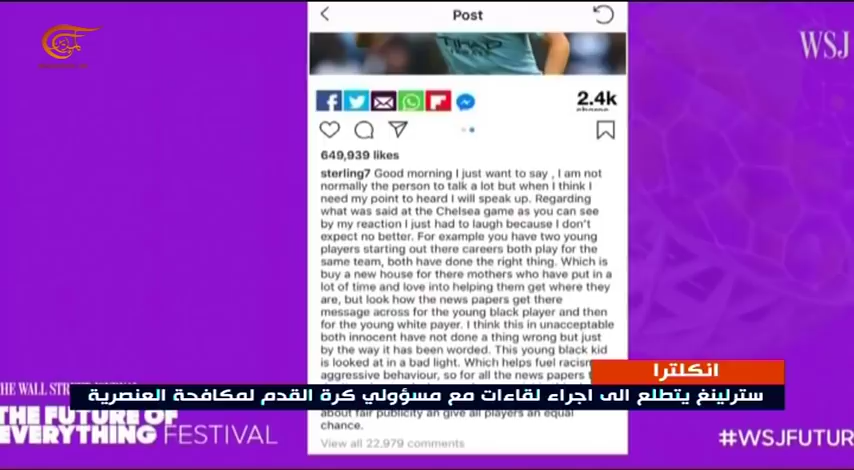 Post
TIHAD
WSJ
2.4k
649,939 likes
sterling7 Good morning I just want to say , I am not
normally the person to talk a lot but when I think I
need my point to heard I will speak up. Regarding
what was said at the Chelsea game as you can see
by my reaction I just had to laugh because I don't
expect no better. For example you have two young
players starting out there careers both play for the
same team, both have done the right thing. Which is
buy a new house for there mothers who have put in a
lot of time and love into helping them get where they
are, but look how the news papers get there
message across for the young black player and then
for the young white payer. I think this in unacceptable
both innocent have not done a thing wrong but just
by the way it has been worded. This young black kid
is looked at in a bad light. Which helps fuel racism
aggressive behaviour, so for all the news papers
انكلترا
سترلينغ يتطلع الى اجراء لقاءات مع مسؤولي كرة القدم لمكافحة العنصرية
about fair publicity an give all players an equal
chance.
View all 22,979 comments
THE WALL STR
THE FUTURE OF
EVERYTHING FESTIVAL
#WSJFUTUR